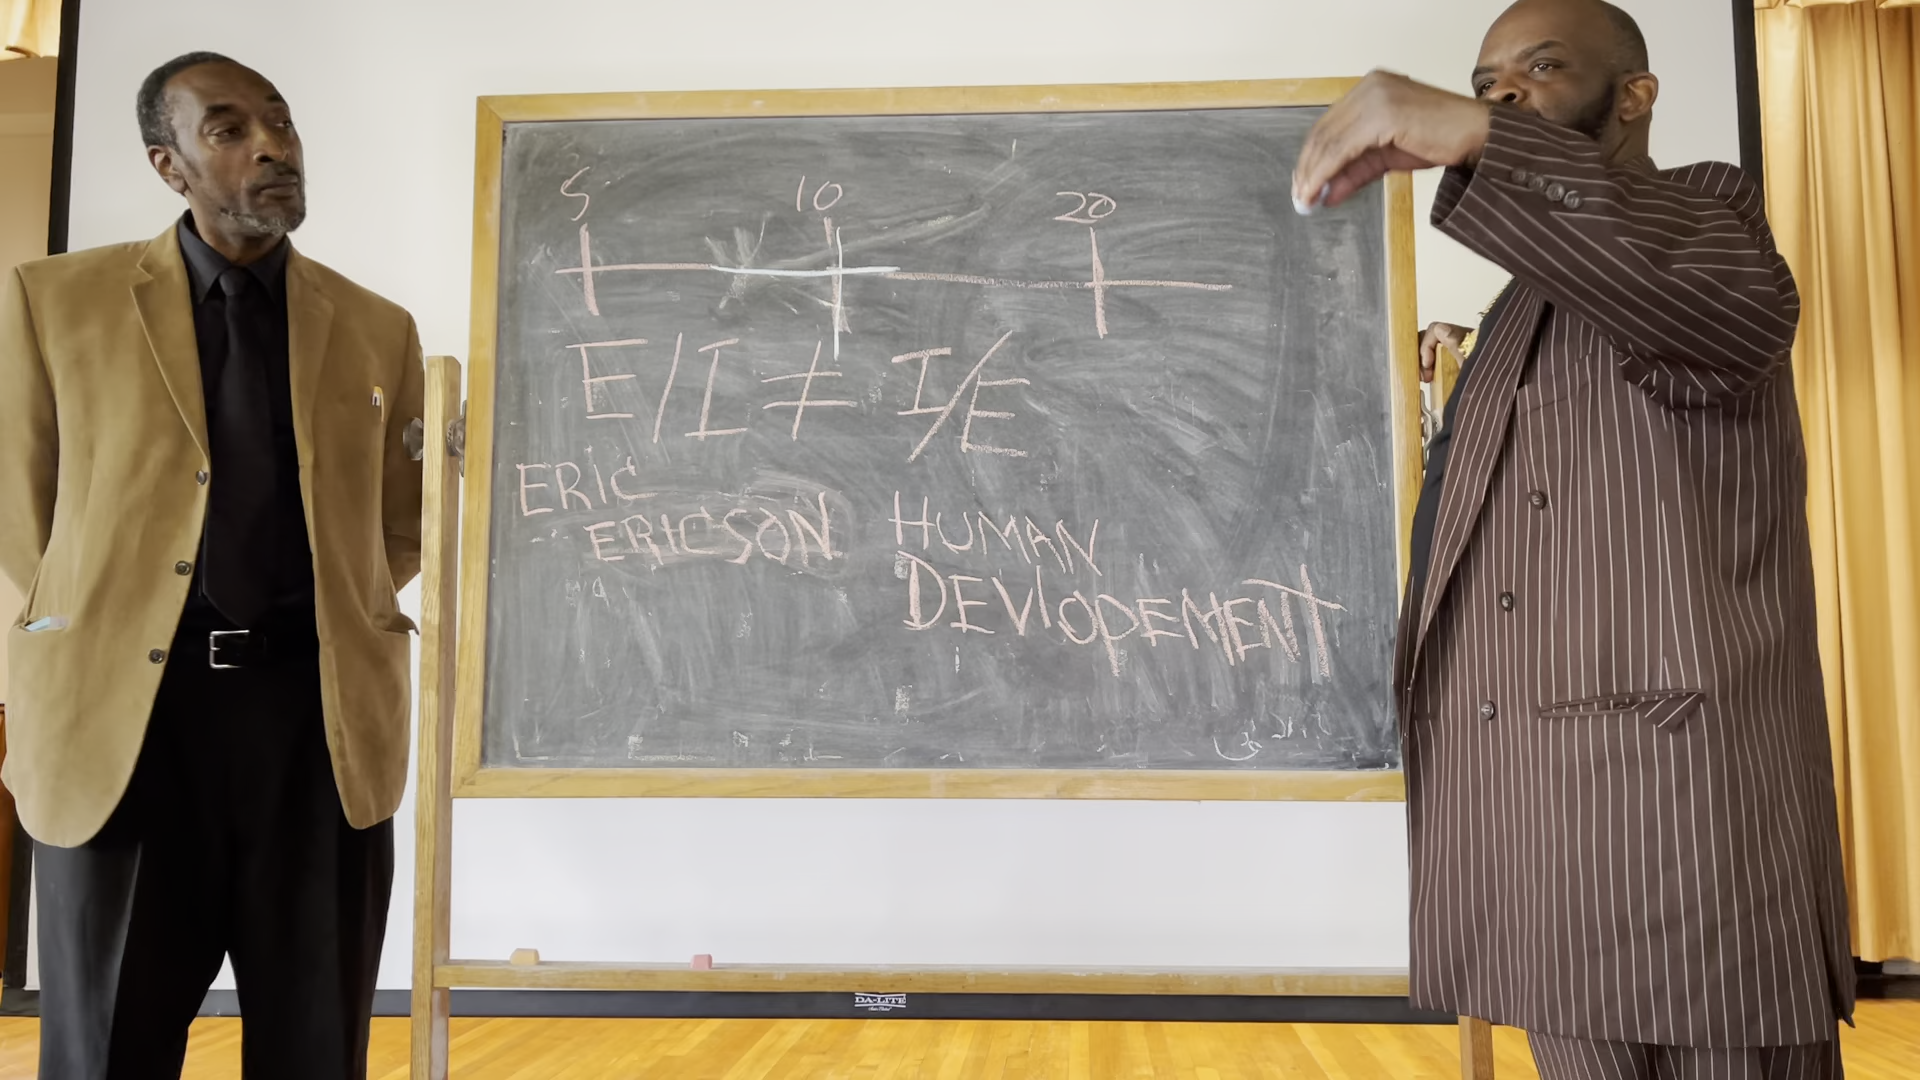 5 10 20
E/I ≠ I/E
ERIC
ERICSON
HUMAN
DEVlOPEMENT
DA-LITE